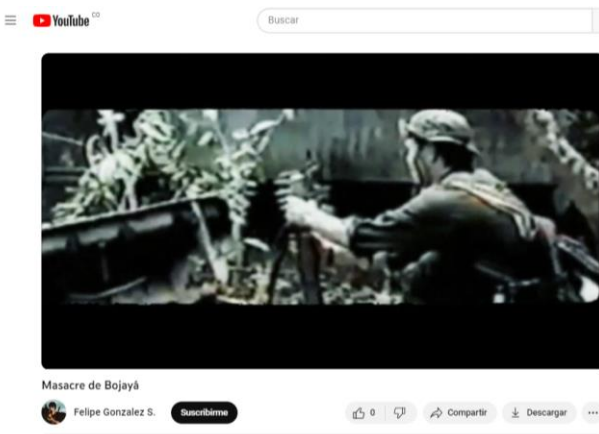 YouTube CO
Buscar
Masacre de Bojayá
Felipe Gonzalez S.
Suscribirme
0
Compartir
Descargar